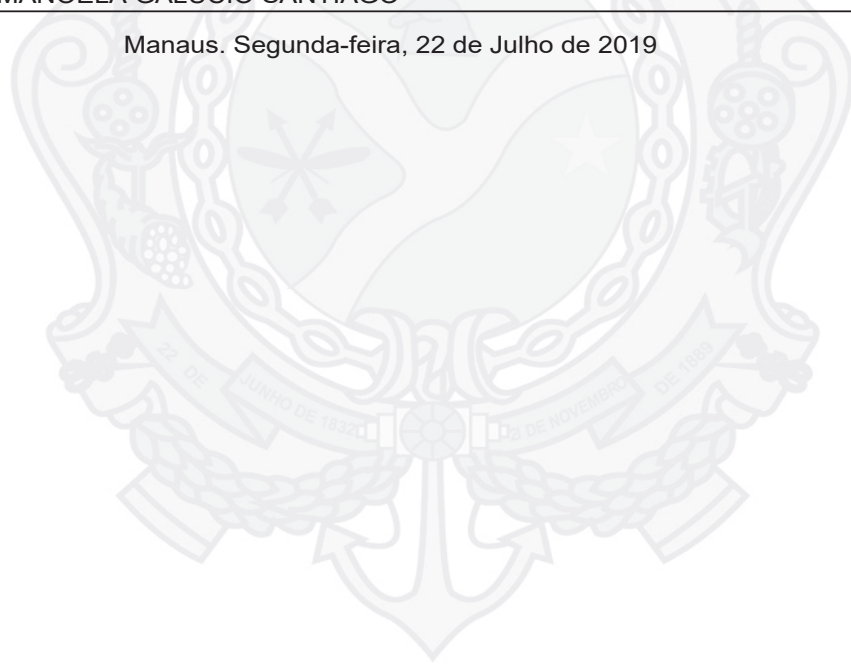 Manaus. Segunda-feira, 22 de Julho de 2019
22 DE
JUNHO DE 1832
DE NOVEMBRO
DE 1889